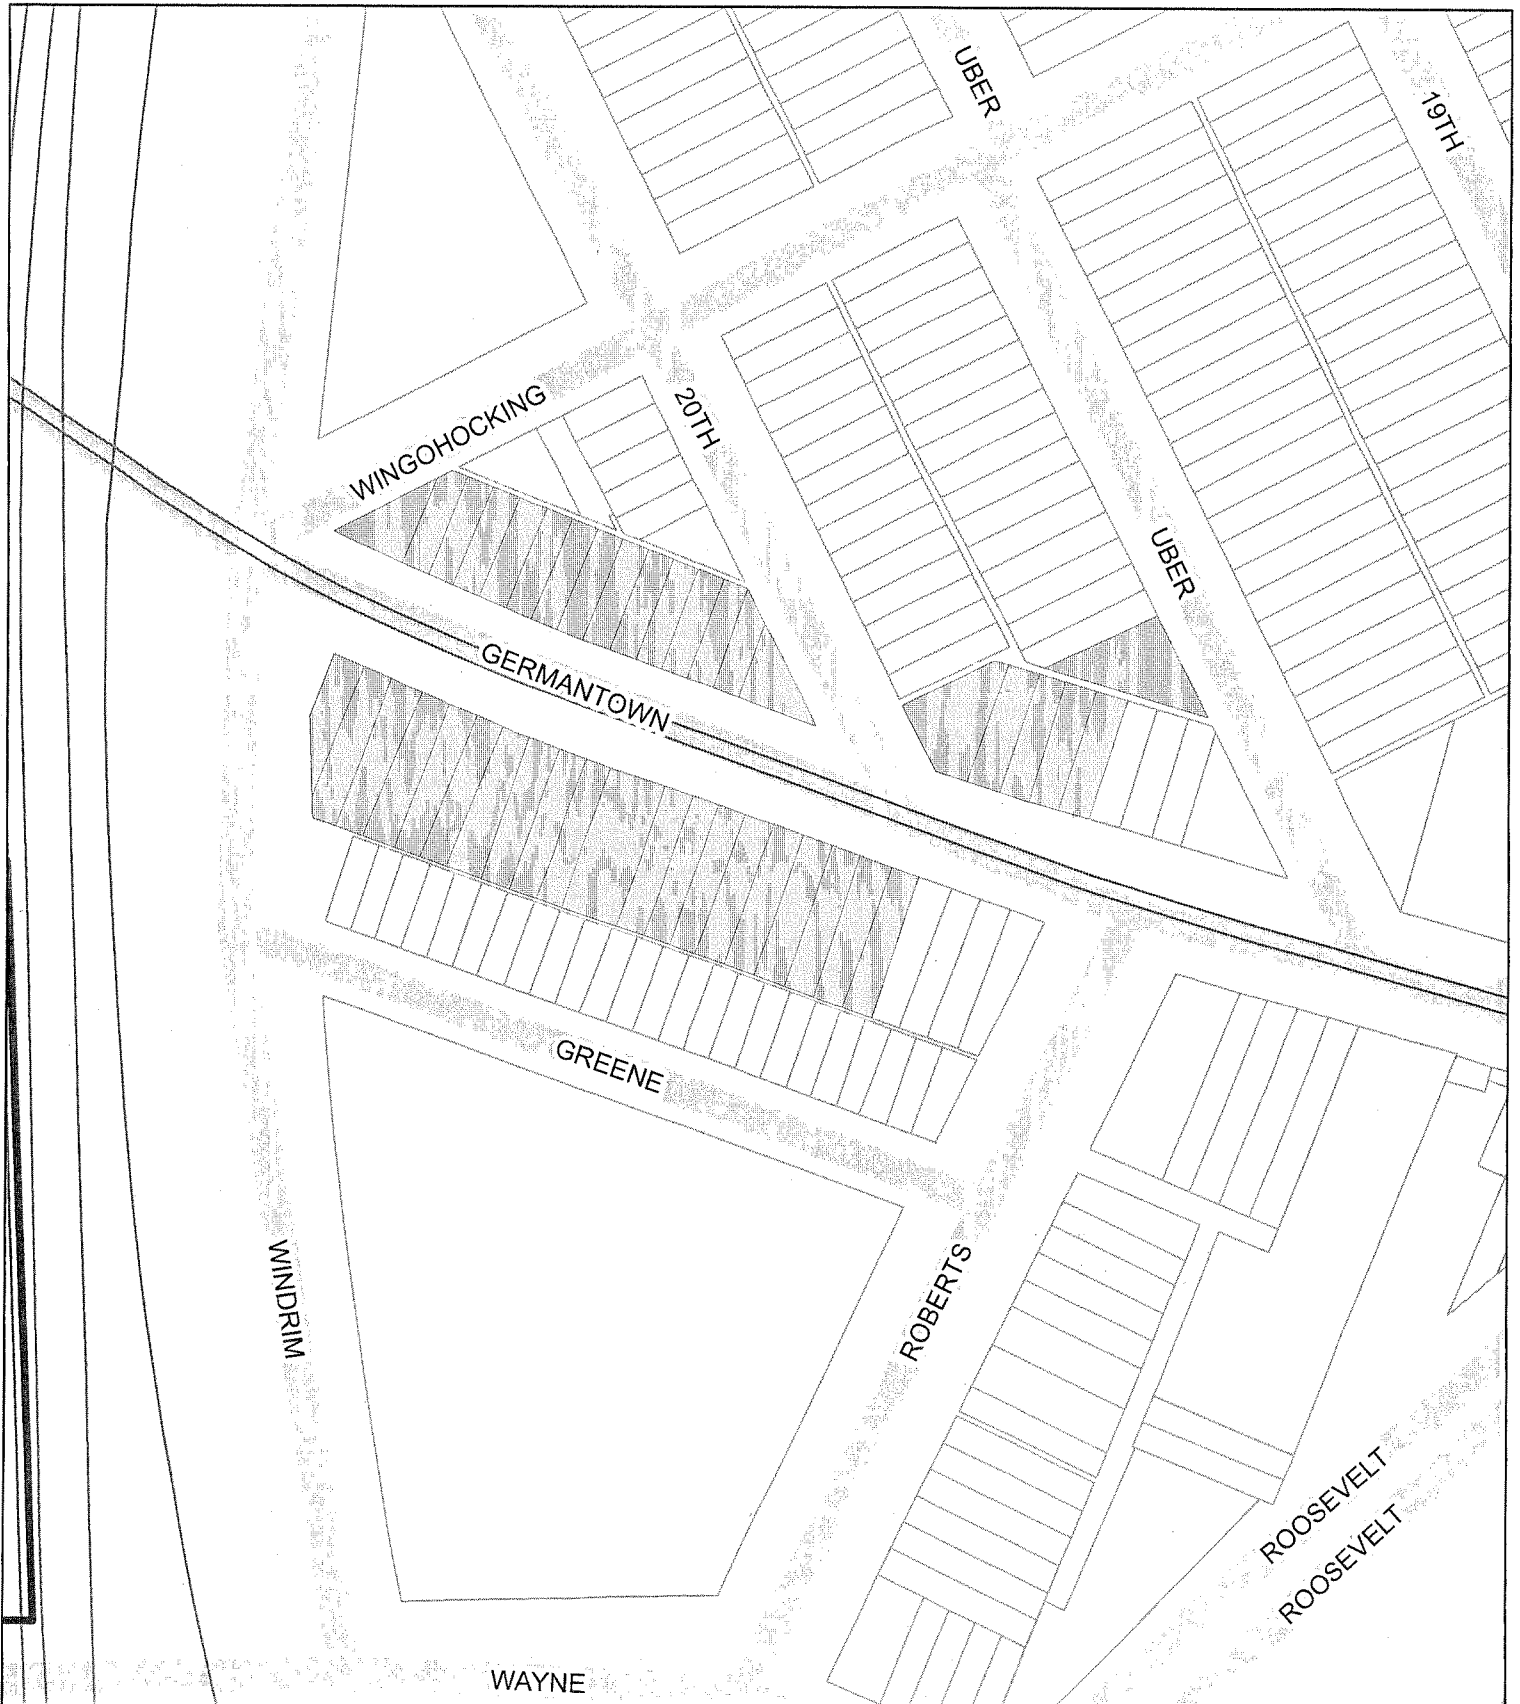 UBER
19TH
WINGOHOCKING
20TH
UBER
GERMANTOWN
GREENE
WINDRIM
ROBERTS
ROOSEVELT
ROOSEVELT
WAYNE